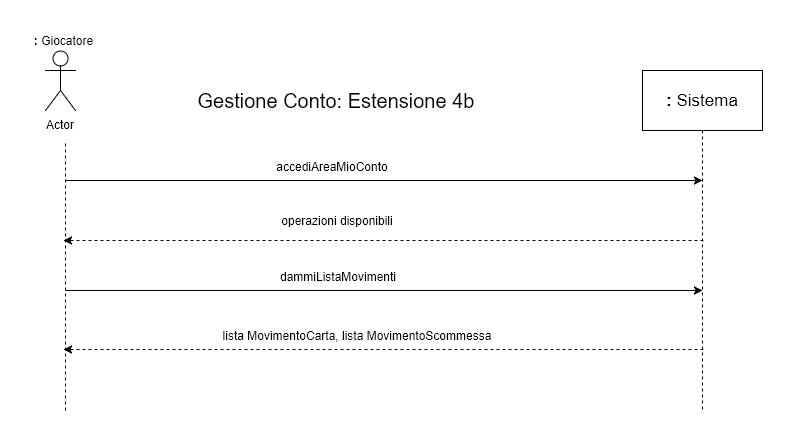 : Giocatore
Actor
Gestione Conto: Estensione 4b
: Sistema
accediAreaMioConto
operazioni disponibili
dammiListaMovimenti
lista MovimentoCarta, lista MovimentoScommessa